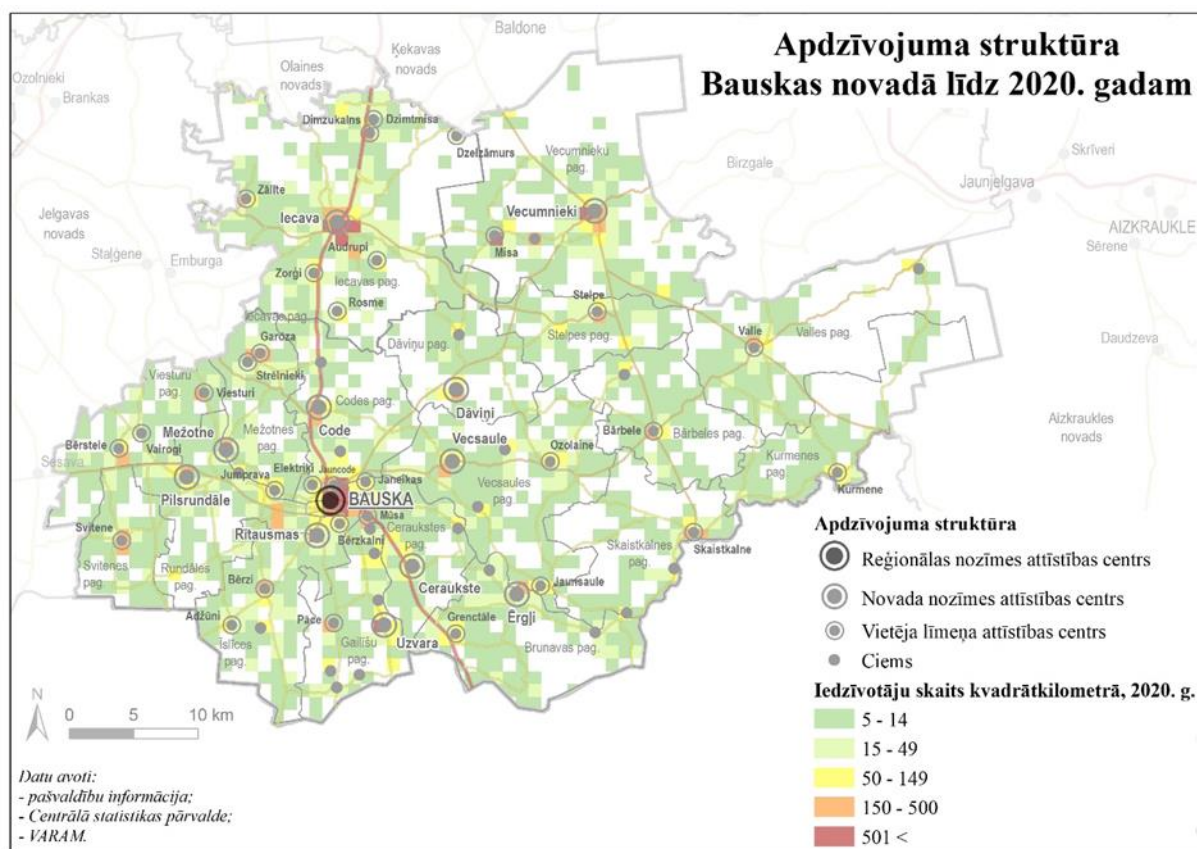 Apdzīvojuma struktūra
Bauskas novadā līdz 2020. gadam
Baldone
Ķekavas
novads
Olaines
novads
Ozolnieki
Brankas
Dimzukalns
Dzimtmisa
Dzelzāmurs
Vecumnieku
pag.
Birzgale
Skrīveri
Jaunjelgava
AIZKRAUKLE
Sērene
Daudzeva
Aizkraukles
novads
Jelgavas
novads
Staļģene
Emburga
Zālīte
Iecava
Audrupi
Zorģi
Iecavas pag.
Rosme
Iecavas pag.
Vecumnieki
Misa
Stelpe
Stelpes pag.
Valle
Valles pag.
Dāviņu pag.
Garoza
Strēlnieki
Viesturu
pag.
Viesturi
Codes pag.
Code
Dāviņi
Mežotne
Mežotnes
pag.
Bērstele
Vairogi
Sesava
Vecsaule
Ozolaine
Bārbele
Bārbeles pag.
Kurmenes
pag.
Kurmene
Elektriķi
Jauncode
Jumprava
Janeikas
Pilsrundāle
BAUSKA
Vecsaules
pag.
Mūsa
Svitene
Rītausmas
Bērzkalni
Ceraukstes
pag.
Skaistkalnes
pag.
Skaistkalne
Svitenes
pag.
Rundāles
pag.
Bērzi
Ceraukste
Jaunsaule
Ērgļi
Adžūni
Īslīces
pag.
Pāce
Gailīšu
pag.
Uzvara
Grenctāle
Brunavas pag.
Apdzīvojuma struktūra
Reģionālas nozīmes attīstības centrs
Novada nozīmes attīstības centrs
Vietēja līmeņa attīstības centrs
Ciems
Iedzīvotāju skaits kvadrātkilometrā, 2020. g.
5 - 14
15 - 49
50 - 149
150 - 500
501 <
N
0 5 10 km
Datu avoti:
- pašvaldību informācija;
- Centrālā statistikas pārvalde;
- VARAM.